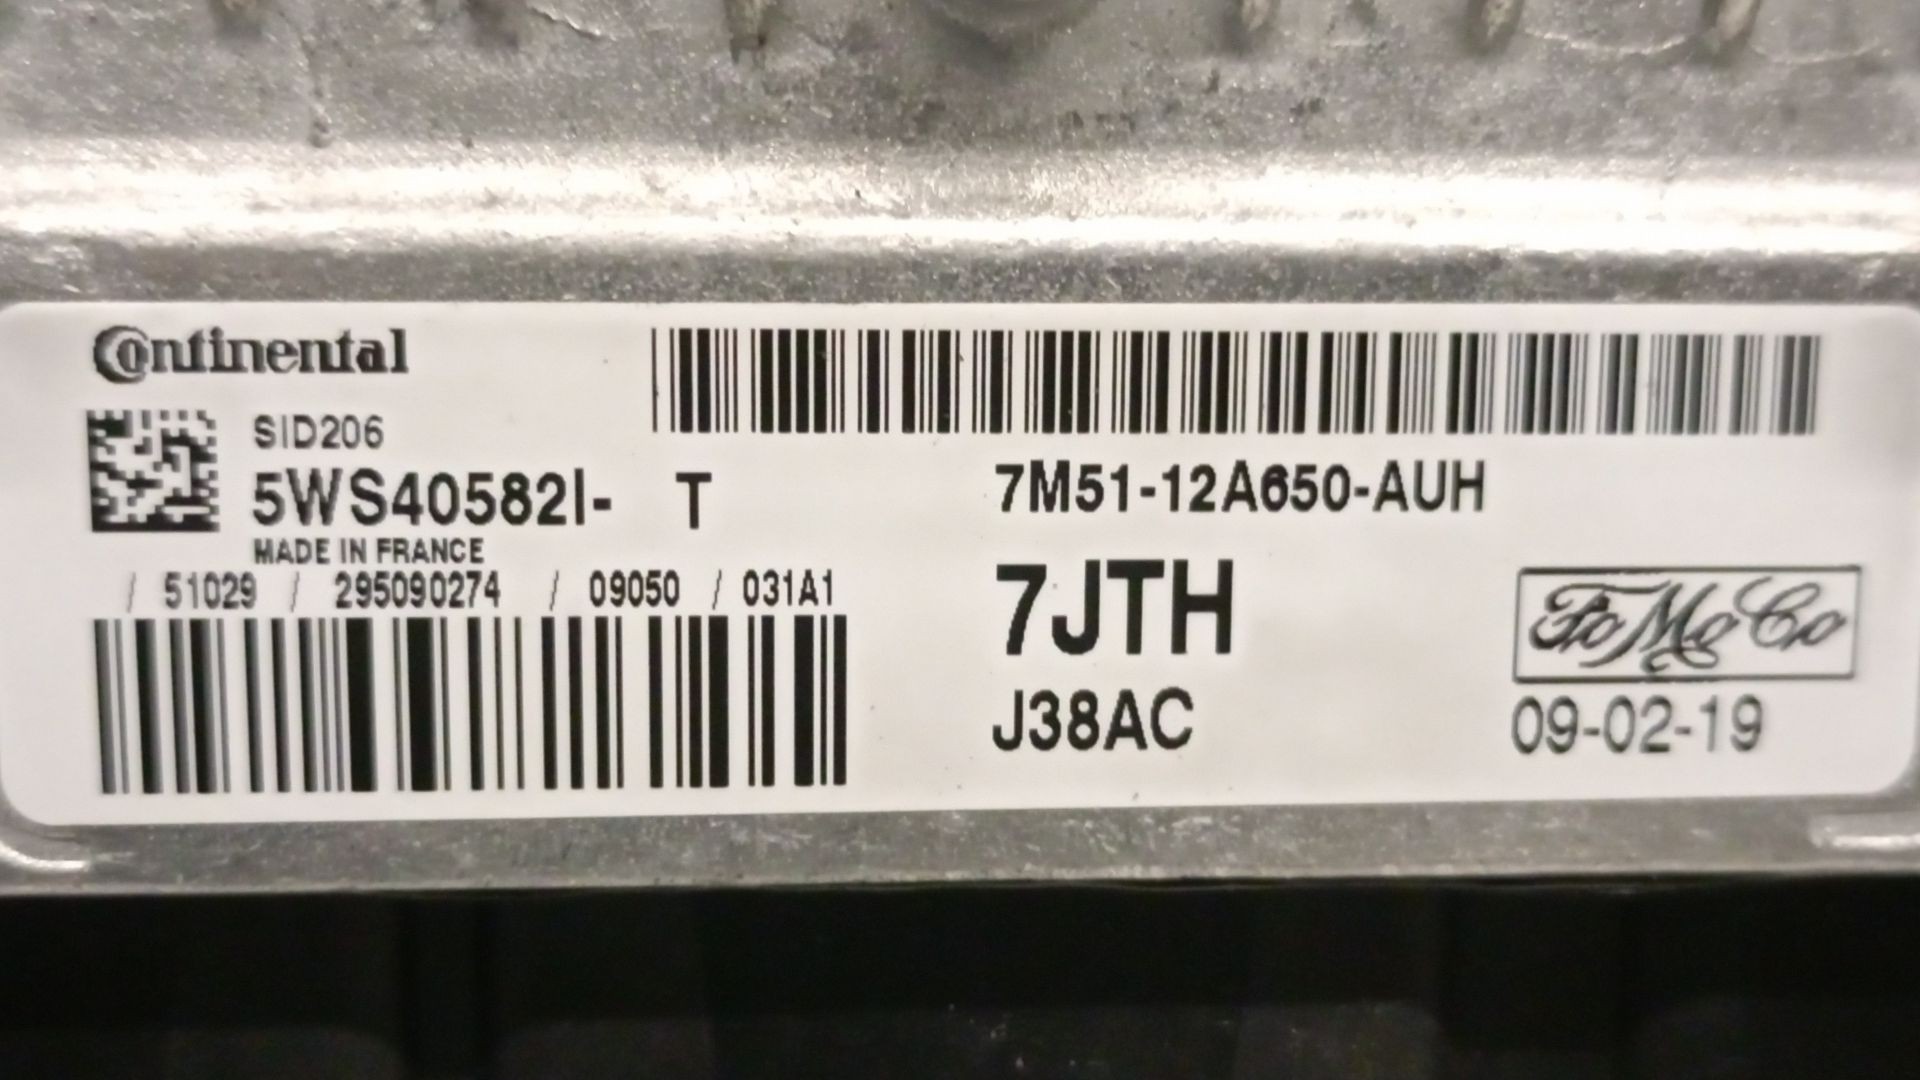 Continental
SID206
5WS40582I- T
7M51-12A650-AUH
MADE IN FRANCE
/ 51029 / 295090274 / 09050 / 031A1
7JTH
FoMoCo
J38AC
09-02-19